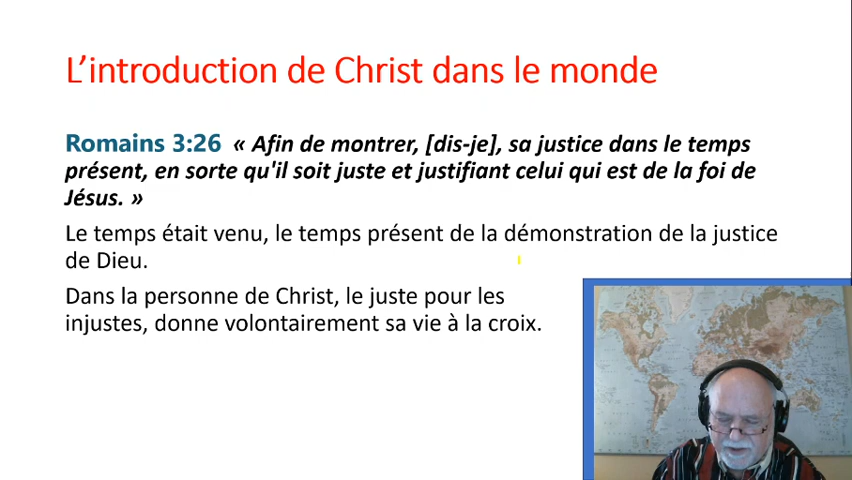 L’introduction de Christ dans le monde
Romains 3:26 « Afin de montrer, [dis-je], sa justice dans le temps
présent, en sorte qu'il soit juste et justifiant celui qui est de la foi de
Jésus. »
Le temps était venu, le temps présent de la démonstration de la justice
de Dieu.
Dans la personne de Christ, le juste pour les
injustes, donne volontairement sa vie à la croix.